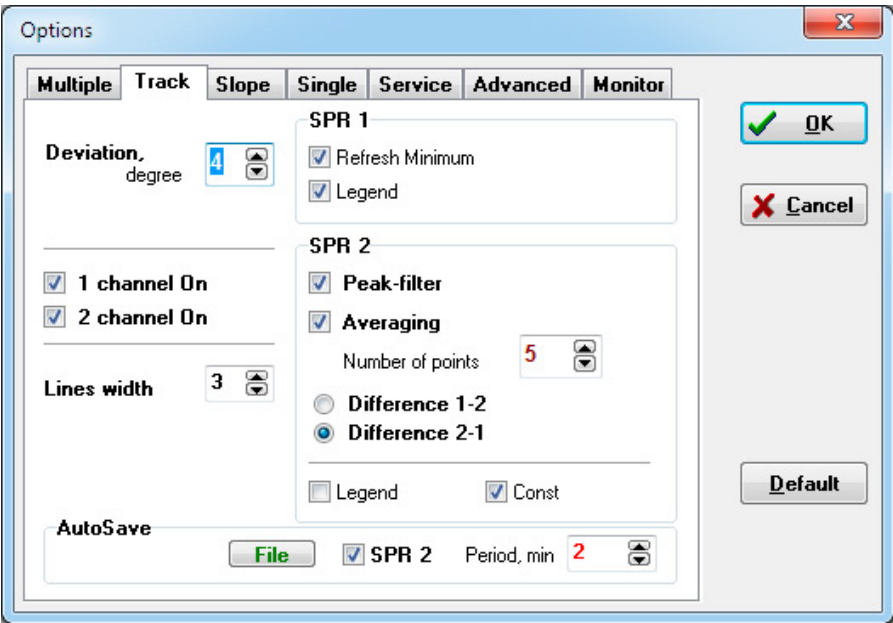 Options
Multiple Track Slope Single Service Advanced Monitor
Deviation,
degree
4
1 channel On
2 channel On
Lines width 3
SPR 1
Refresh Minimum
Legend
SPR 2
Peak-filter
Averaging
Number of points 5
Difference 1-2
Difference 2-1
Legend Const
AutoSave
File SPR 2 Period, min 2
OK
Cancel
Default